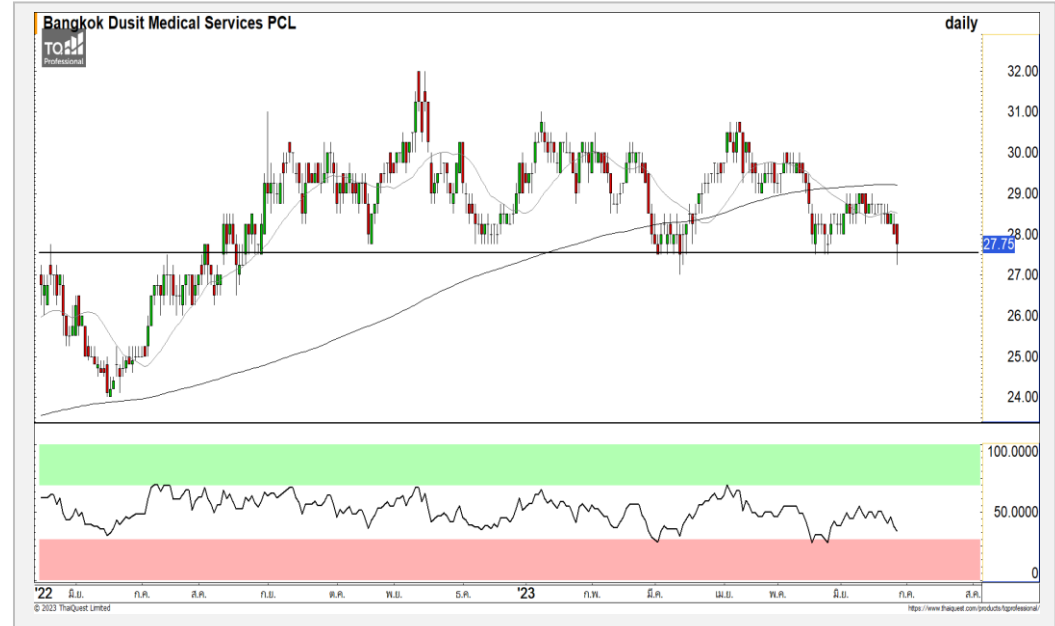 Bangkok Dusit Medical Services PCL daily
TQ
Professional
32.00
31.00
30.00
29.00
28.00
27.75
27.00
26.00
25.00
24.00
100.0000
50.0000
0
'22 มิ.ย. ก.ค. ส.ค. ก.ย. ต.ค. พ.ย. ธ.ค. '23 ก.พ. มี.ค. เม.ย. พ.ค. มิ.ย. ก.ค. ส.ค.
© 2023 ThaiQuest Limited https://www.thaiquest.com/products/tqprofessional/